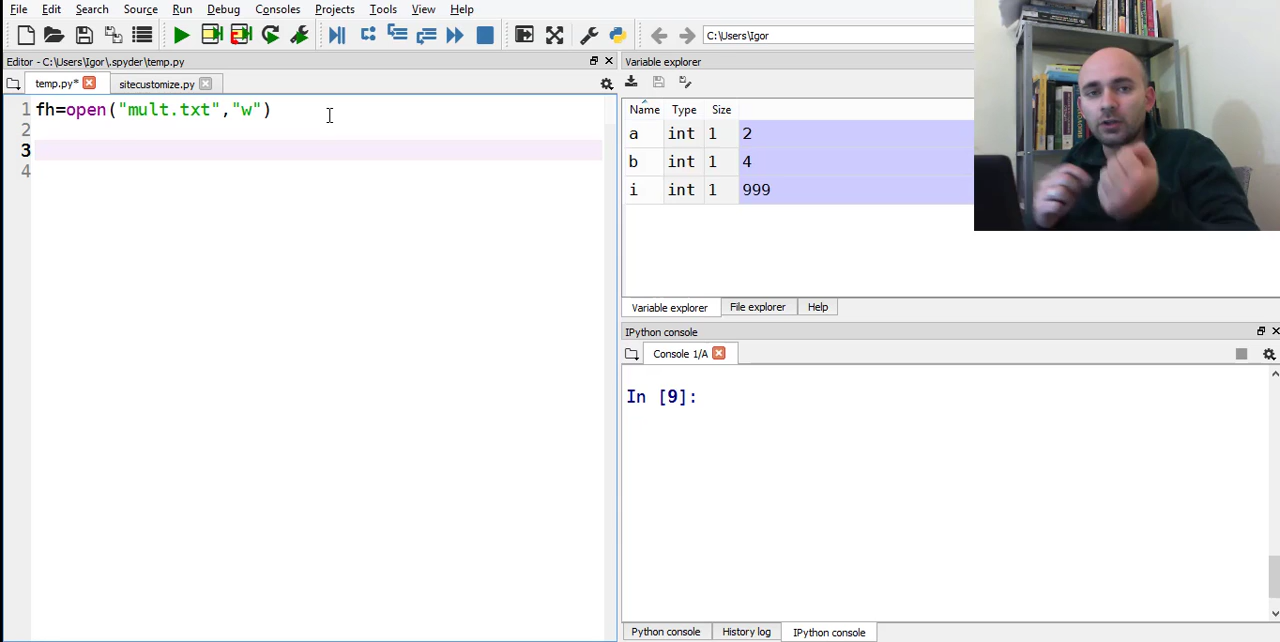 File Edit Search Source Run Debug Consoles Projects Tools View Help
C:\Users\Igor
Editor - C:\Users\Igor\.spyder\temp.py
temp.py* sitecustomize.py
1 fh=open("mult.txt","w")
2
3
4
Variable explorer
Name Type Size
a int 1 2
b int 1 4
i int 1 999
Variable explorer File explorer Help
IPython console
Console 1/A
In [9]:
Python console History log IPython console